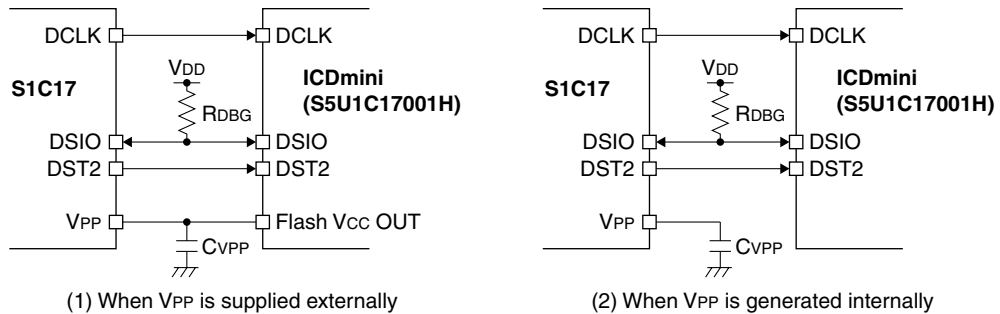 DCLK
DCLK
VDD
S1C17
ICDmini
(S5U1C17001H)
RDBG
DSIO
DSIO
DST2
DST2
VPP
Flash VCC OUT
CVPP
(1) When VPP is supplied externally
DCLK
DCLK
VDD
S1C17
ICDmini
(S5U1C17001H)
RDBG
DSIO
DSIO
DST2
DST2
VPP
CVPP
(2) When VPP is generated internally